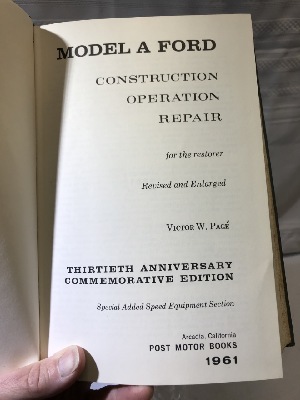 MODEL A FORD
CONSTRUCTION
OPERATION
REPAIR
for the restorer
Revised and Enlarged
VICTOR W. PAGÉ
THIRTIETH ANNIVERSARY
COMMEMORATIVE EDITION
Special Added Speed Equipment Section
Arcadia, California
POST MOTOR BOOKS
1961